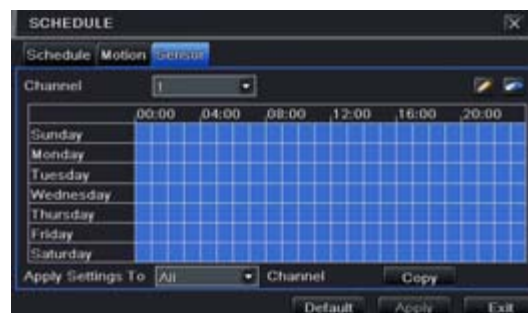 SCHEDULE
Schedule Motion Sensor
Channel 1
00:00 04:00 08:00 12:00 16:00 20:00
Sunday
Monday
Tuesday
Wednesday
Thursday
Friday
Saturday
Apply Settings To All Channel Copy
Default Apply Exit